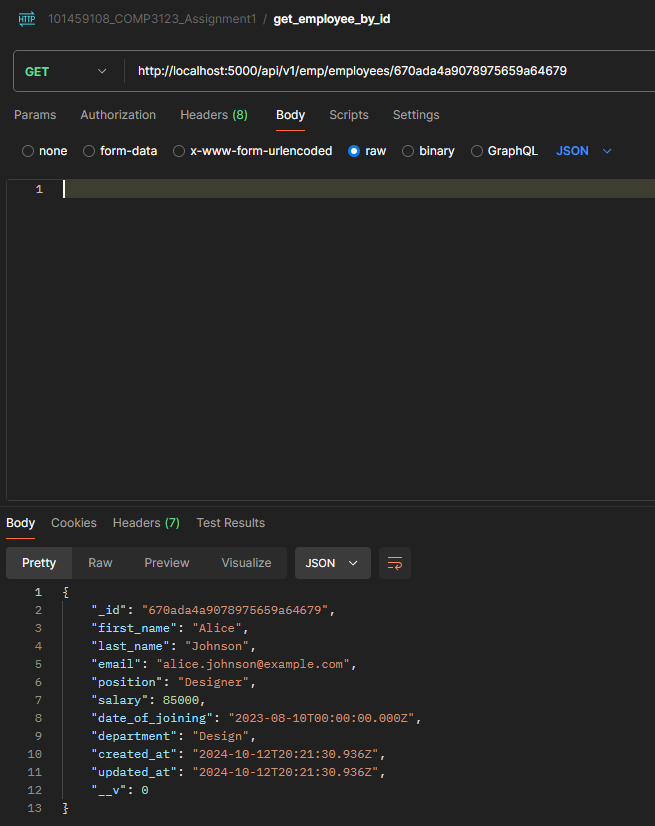 HTTP 101459108_COMP3123_Assignment1 / get_employee_by_id
GET http://localhost:5000/api/v1/emp/employees/670ada4a9078975659a64679
Params Authorization Headers (8) Body Scripts Settings
none form-data x-www-form-urlencoded raw binary GraphQL JSON
1
Body Cookies Headers (7) Test Results
Pretty Raw Preview Visualize JSON
1 {
2 "_id": "670ada4a9078975659a64679",
3 "first_name": "Alice",
4 "last_name": "Johnson",
5 "email": "alice.johnson@example.com",
6 "position": "Designer",
7 "salary": 85000,
8 "date_of_joining": "2023-08-10T00:00:00.000Z",
9 "department": "Design",
10 "created_at": "2024-10-12T20:21:30.936Z",
11 "updated_at": "2024-10-12T20:21:30.936Z",
12 "__v": 0
13 }